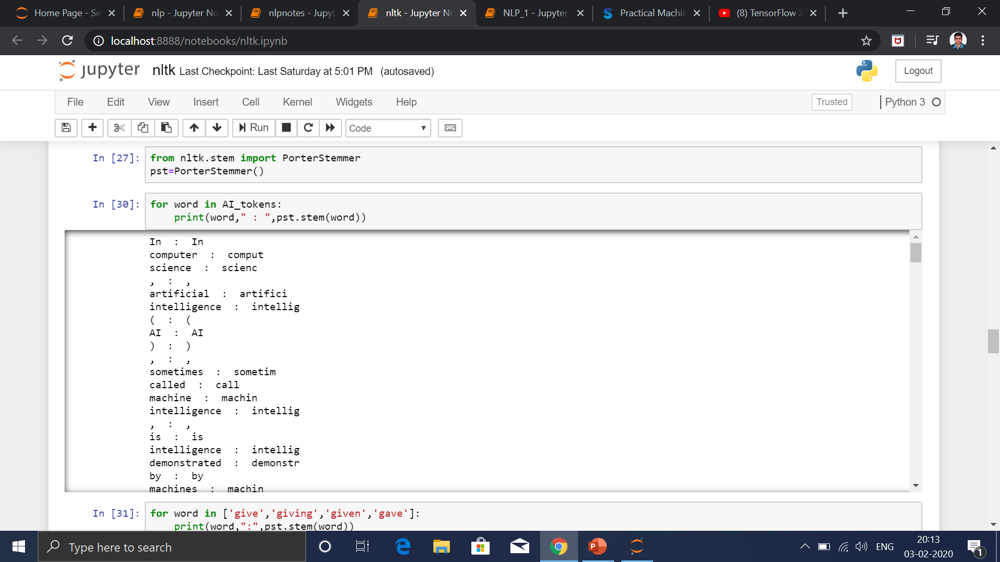 Home Page - Se
nlp - Jupyter No
nlpnotes - Jupyt
nltk - Jupyter No
NLP_1 - Jupyter
Practical Machin
(8) TensorFlow 2
localhost:8888/notebooks/nltk.ipynb
jupyter nltk Last Checkpoint: Last Saturday at 5:01 PM (autosaved)
Logout
File Edit View Insert Cell Kernel Widgets Help
Trusted
Python 3
Run
Code
In [27]: from nltk.stem import PorterStemmer
pst=PorterStemmer()
In [30]: for word in AI_tokens:
print(word," : ",pst.stem(word))
In : In
computer : comput
science : scienc
, : ,
artificial : artifici
intelligence : intellig
( : (
AI : AI
) : )
, : ,
sometimes : sometim
called : call
machine : machin
intelligence : intellig
, : ,
is : is
intelligence : intellig
demonstrated : demonstr
by : by
machines : machin
In [31]: for word in ['give','giving','given','gave']:
print(word,":",pst.stem(word))
Type here to search
ENG
20:13
03-02-2020
1